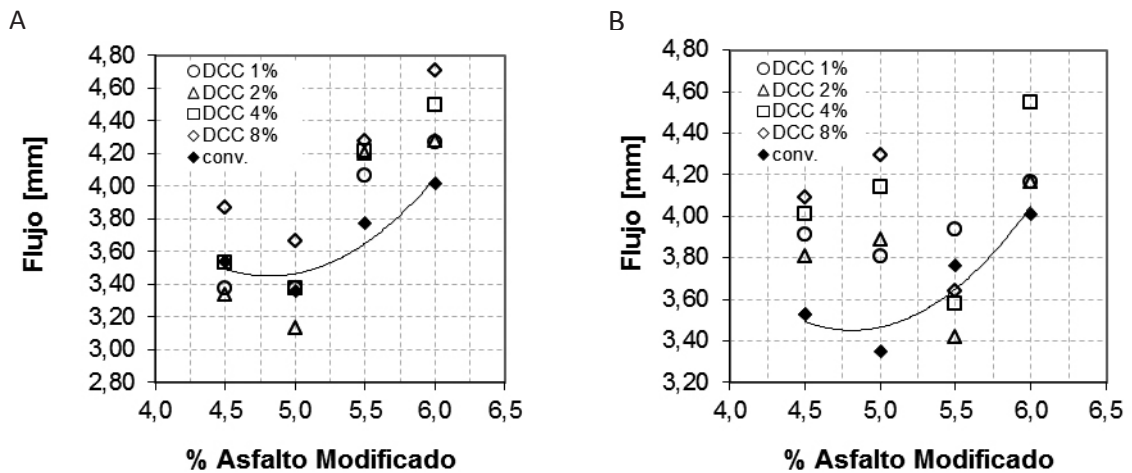 A
4,80
4,60
4,40
4,20
4,00
3,80
3,60
3,40
3,20
3,00
2,80
Flujo [mm]
DCC 1%
DCC 2%
DCC 4%
DCC 8%
conv.
4,0 4,5 5,0 5,5 6,0 6,5
% Asfalto Modificado
B
4,80
4,60
4,40
4,20
4,00
3,80
3,60
3,40
3,20
Flujo [mm]
DCC 1%
DCC 2%
DCC 4%
DCC 8%
conv.
4,0 4,5 5,0 5,5 6,0 6,5
% Asfalto Modificado